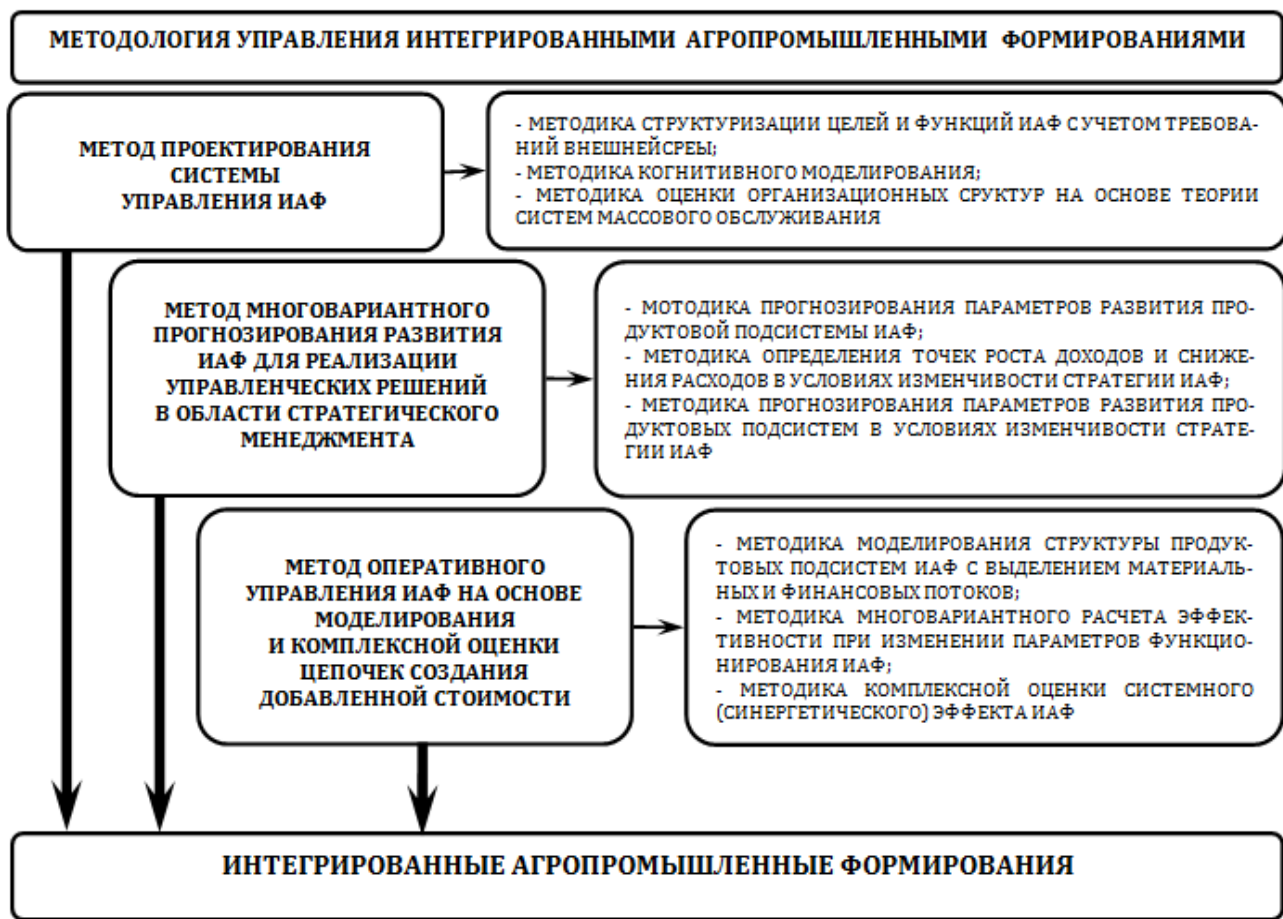 МЕТОДОЛОГИЯ УПРАВЛЕНИЯ ИНТЕГРИРОВАННЫМИ АГРОПРОМЫШЛЕННЫМИ ФОРМИРОВАНИЯМИ
МЕТОД ПРОЕКТИРОВАНИЯ
СИСТЕМЫ
УПРАВЛЕНИЯ ИАФ
- МЕТОДИКА СТРУКТУРИЗАЦИИ ЦЕЛЕЙ И ФУНКЦИЙ ИАФ С УЧЕТОМ ТРЕБОВА-
НИЙ ВНЕШНЕЙСРЕЫ;
- МЕТОДИКА КОГНИТИВНОГО МОДЕЛИРОВАНИЯ;
- МЕТОДИКА ОЦЕНКИ ОРГАНИЗАЦИОННЫХ СРУКТУР НА ОСНОВЕ ТЕОРИИ
СИСТЕМ МАССОВОГО ОБСЛУЖИВАНИЯ
МЕТОД МНОГОВАРИАНТНОГО
ПРОГНОЗИРОВАНИЯ РАЗВИТИЯ
ИАФ ДЛЯ РЕАЛИЗАЦИИ
УПРАВЛЕНЧЕСКИХ РЕШЕНИЙ
В ОБЛАСТИ СТРАТЕГИЧЕСКОГО
МЕНЕДЖМЕНТА
- МОТОДИКА ПРОГНОЗИРОВАНИЯ ПАРАМЕТРОВ РАЗВИТИЯ ПРО-
ДУКТОВОЙ ПОДСИСТЕМЫ ИАФ;
- МЕТОДИКА ОПРЕДЕЛЕНИЯ ТОЧЕК РОСТА ДОХОДОВ И СНИЖЕ-
НИЯ РАСХОДОВ В УСЛОВИЯХ ИЗМЕНЧИВОСТИ СТРАТЕГИИ ИАФ;
- МЕТОДИКА ПРОГНОЗИРОВАНИЯ ПАРАМЕТРОВ РАЗВИТИЯ ПРО-
ДУКТОВЫХ ПОДСИСТЕМ В УСЛОВИЯХ ИЗМЕНЧИВОСТИ СТРАТЕ-
ГИИ ИАФ
МЕТОД ОПЕРАТИВНОГО
УПРАВЛЕНИЯ ИАФ НА ОСНОВЕ
МОДЕЛИРОВАНИЯ
И КОМПЛЕКСНОЙ ОЦЕНКИ
ЦЕПОЧЕК СОЗДАНИЯ
ДОБАВЛЕННОЙ СТОИМОСТИ
- МЕТОДИКА МОДЕЛИРОВАНИЯ СТРУКТУРЫ ПРОДУК-
ТОВЫХ ПОДСИСТЕМ ИАФ С ВЫДЕЛЕНИЕМ МАТЕРИАЛЬ-
НЫХ И ФИНАНСОВЫХ ПОТОКОВ;
- МЕТОДИКА МНОГОВАРИАНТНОГО РАСЧЕТА ЭФФЕК-
ТИВНОСТИ ПРИ ИЗМЕНЕНИИ ПАРАМЕТРОВ ФУНКЦИО-
НИРОВАНИЯ ИАФ;
- МЕТОДИКА КОМПЛЕКСНОЙ ОЦЕНКИ СИСТЕМНОГО
(СИНЕРГЕТИЧЕСКОГО) ЭФФЕКТА ИАФ
ИНТЕГРИРОВАННЫЕ АГРОПРОМЫШЛЕННЫЕ ФОРМИРОВАНИЯ